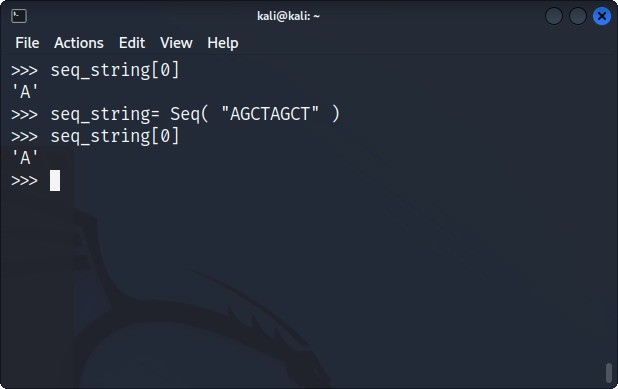 kali@kali: ~
File Actions Edit View Help
>>> seq_string[0]
'A'
>>> seq_string= Seq( "AGCTAGCT" )
>>> seq_string[0]
'A'
>>>